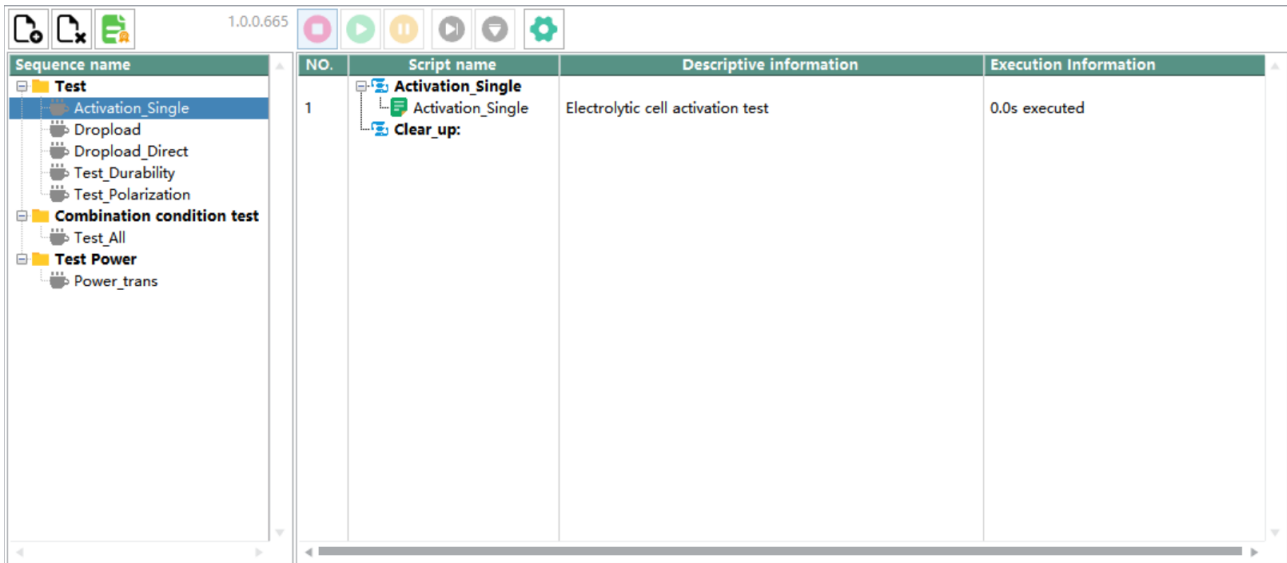 1.0.0.665
Sequence name
Test
Activation_Single
Dropload
Dropload_Direct
Test_Durability
Test_Polarization
Combination condition test
Test_All
Test Power
Power_trans
NO. Script name Descriptive information Execution Information
Activation_Single
1 Activation_Single Electrolytic cell activation test 0.0s executed
Clear_up: